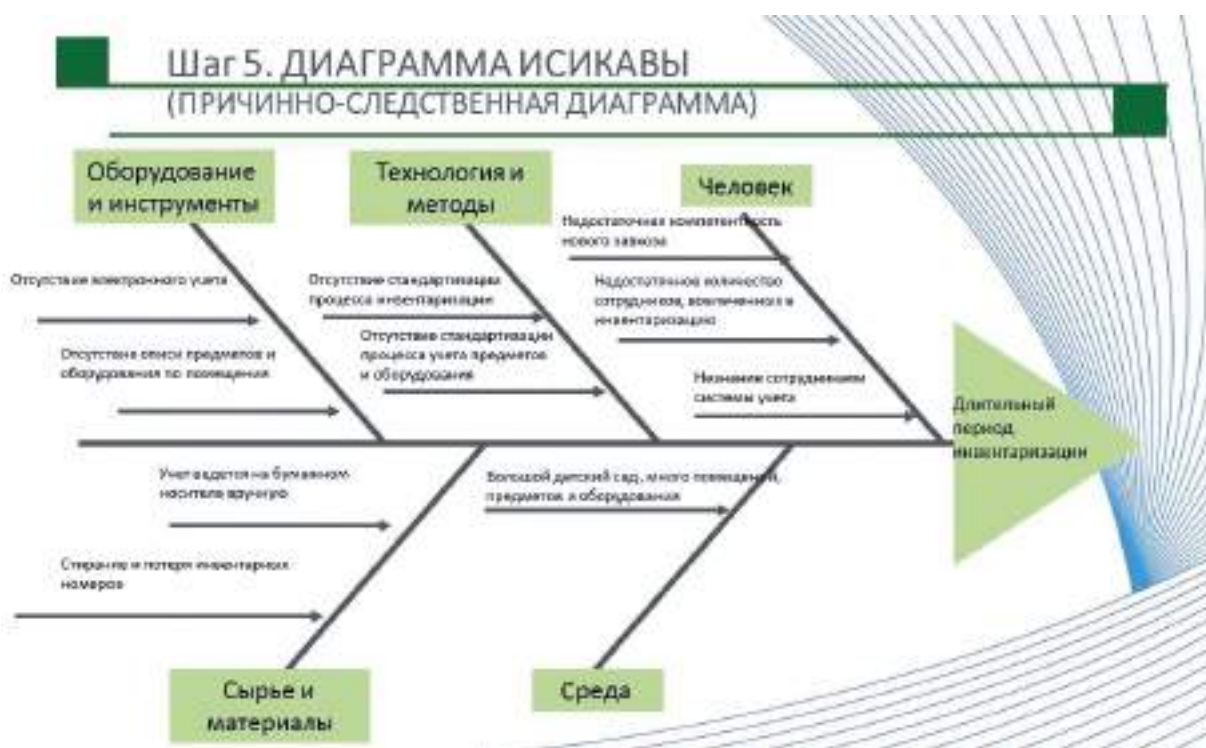 Шаг 5. ДИАГРАММА ИСИКАВЫ
(ПРИЧИННО-СЛЕДСТВЕННАЯ ДИАГРАММА)
Оборудование
и инструменты
Технология и
методы
Человек
Отсутствие электронного учета
Отсутствие описи предметов и
оборудования по помещения
Отсутствие стандартизации
процесса инвентаризации
Отсутствие стандартизации
процесса учета предметов
и оборудования
Недостаточная компетентность
нового завхоза
Недостаточное количество
сотрудников, вовлеченных в
инвентаризацию
Незнание сотрудниками
системы учета
Длительный
период
инвентаризации
Учет ведется на бумажном
носителе вручную
Стирание и потеря инвентарных
номеров
Большой детский сад, много помещений,
предметов и оборудования
Сырье и
материалы
Среда